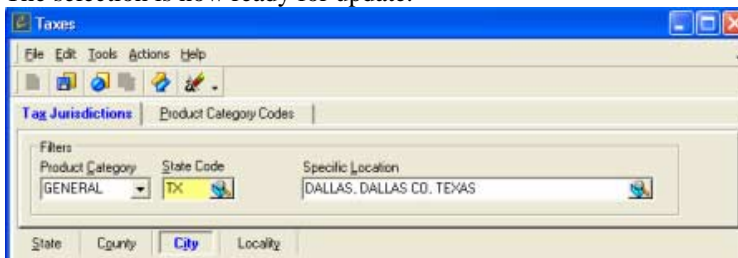 The selection is now ready for update.
Taxes
File Edit Tools Actions Help
Tax Jurisdictions Product Category Codes
Filters
Product Category State Code Specific Location
GENERAL TX DALLAS, DALLAS CO, TEXAS
State County City Locality